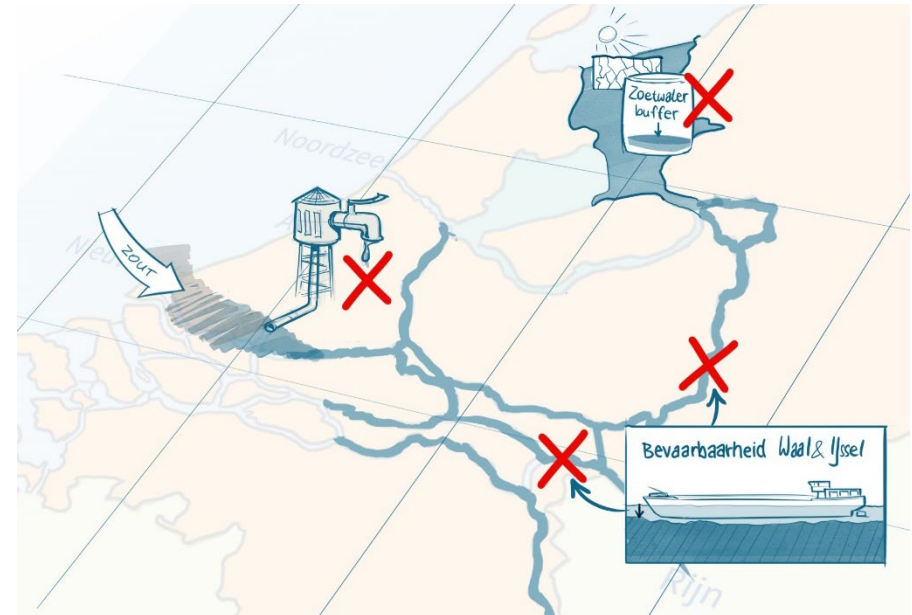 Zoetwater
buffer
Noordzee
zout
Bevaarbaarheid Waal & IJssel
Rijn